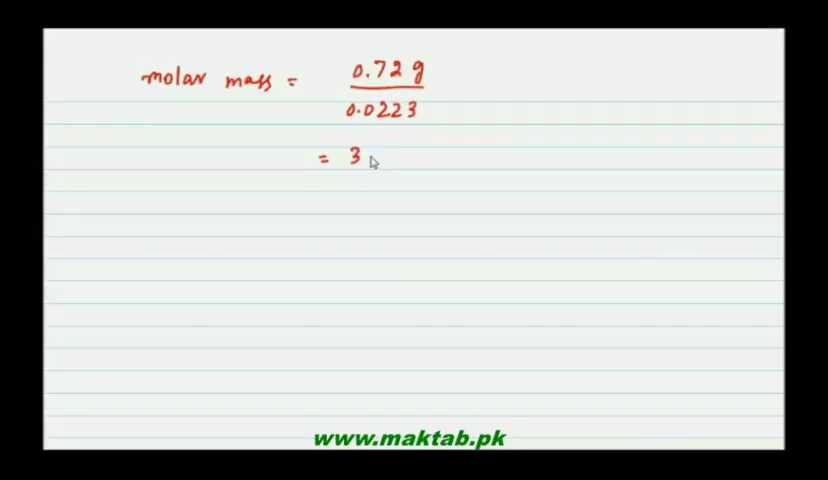 molar mass = 0.72 g
0.0223
= 3
www.maktab.pk